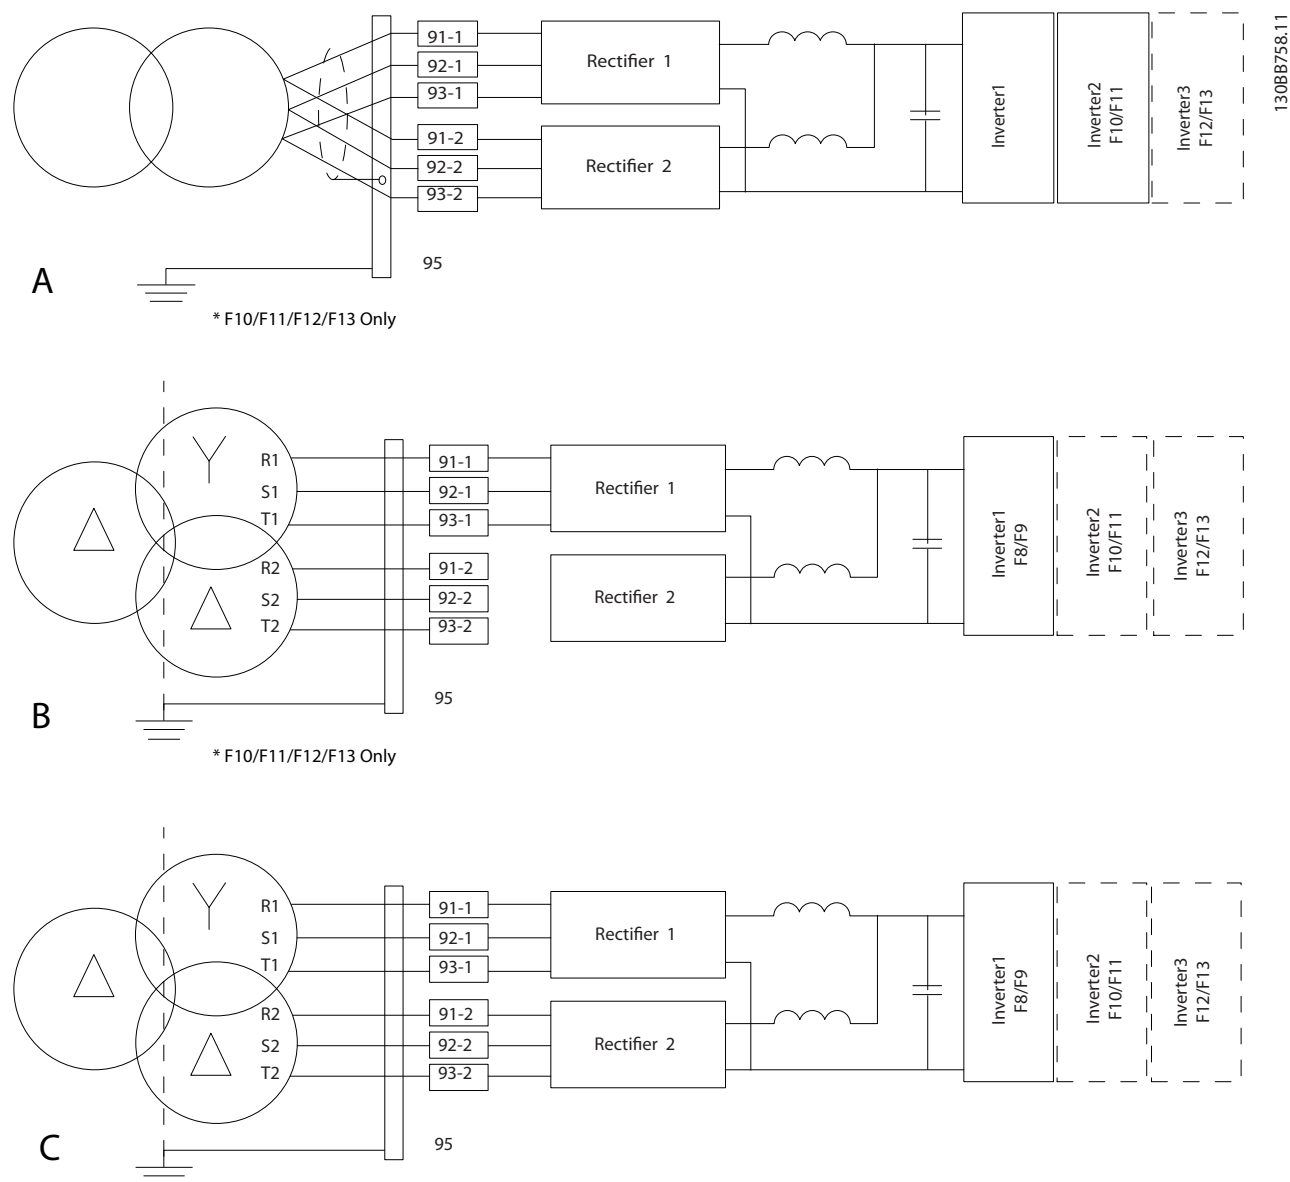 91-1
92-1
93-1
91-2
92-2
93-2
Rectifier 1
Rectifier 2
Inverter1
Inverter2
F10/F11
Inverter3
F12/F13
130BB758.11
95
A
* F10/F11/F12/F13 Only
R1
S1
T1
R2
S2
T2
91-1
92-1
93-1
91-2
92-2
93-2
Rectifier 1
Rectifier 2
Inverter1
F8/F9
Inverter2
F10/F11
Inverter3
F12/F13
95
B
* F10/F11/F12/F13 Only
R1
S1
T1
R2
S2
T2
91-1
92-1
93-1
91-2
92-2
93-2
Rectifier 1
Rectifier 2
Inverter1
F8/F9
Inverter2
F10/F11
Inverter3
F12/F13
95
C